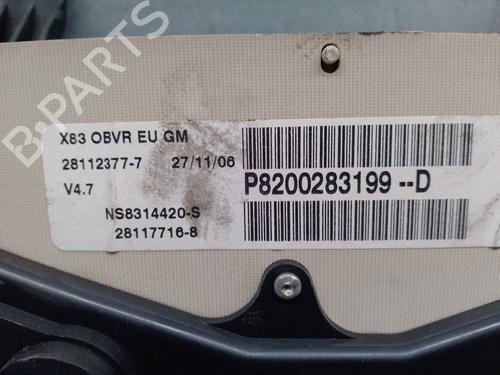 X83 OBVR EU GM
28112377-7 27/11/06
V4.7
NS8314420-S
28117716-8
P8200283199--D
B-PARTS